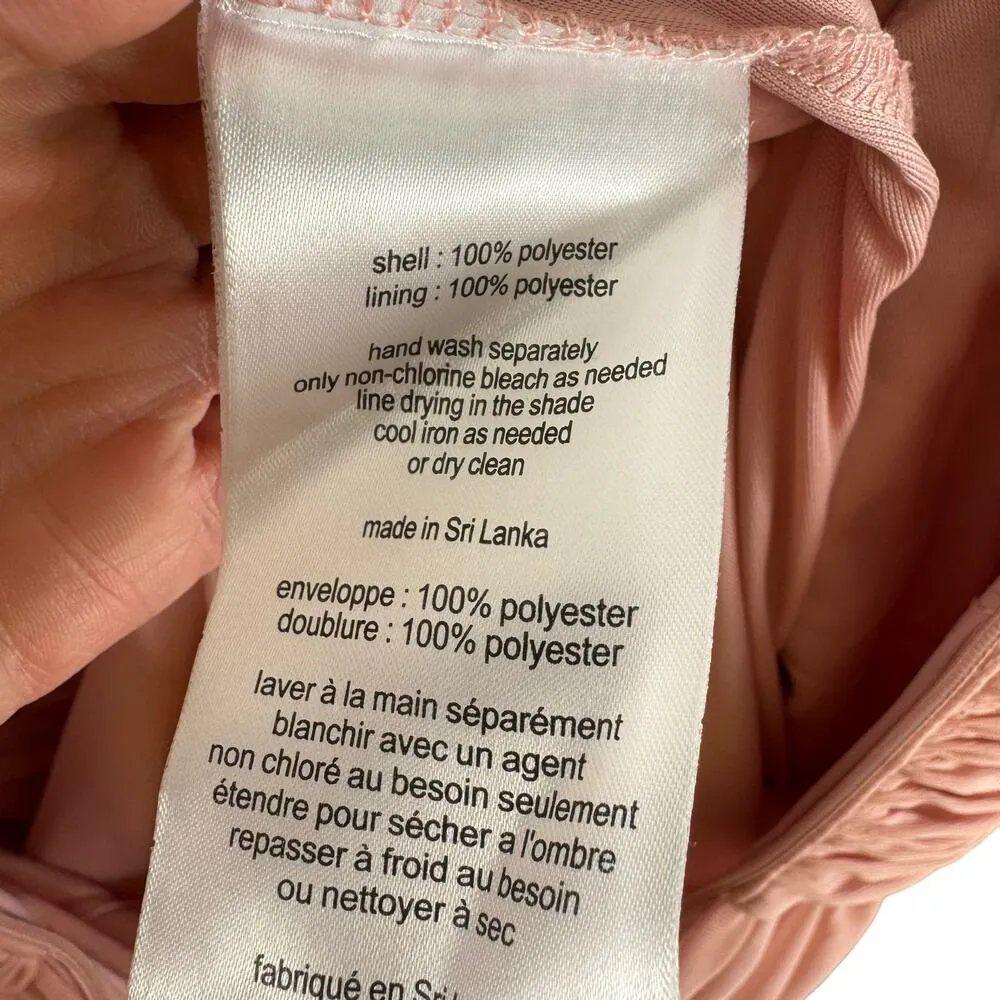 shell : 100% polyester
lining : 100% polyester
hand wash separately
only non-chlorine bleach as needed
line drying in the shade
cool iron as needed
or dry clean
made in Sri Lanka
enveloppe : 100% polyester
doublure : 100% polyester
laver à la main séparément
blanchir avec un agent
non chloré au besoin seulement
étendre pour sécher a l'ombre
repasser à froid au besoin
ou nettoyer à sec
fabriqué en Sri